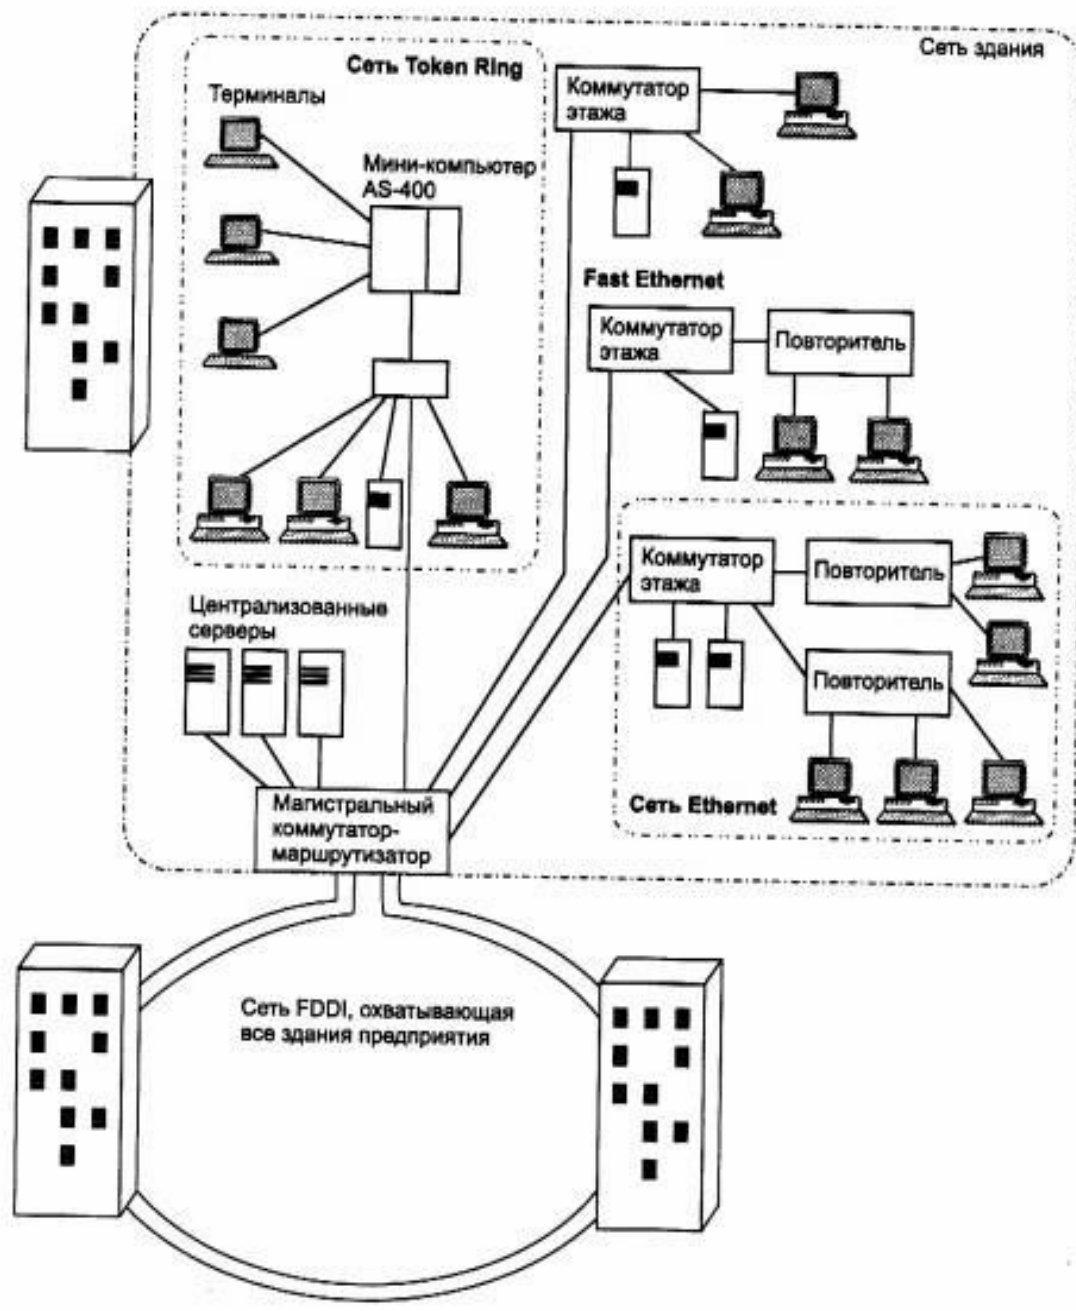 Сеть здания
Сеть Token Ring
Терминалы
Мини-компьютер
AS-400
Коммутатор
этажа
Fast Ethernet
Коммутатор
этажа
Повторитель
Коммутатор
этажа
Повторитель
Повторитель
Сеть Ethernet
Централизованные
серверы
Магистральный
коммутатор-
маршрутизатор
Сеть FDDI, охватывающая
все здания предприятия